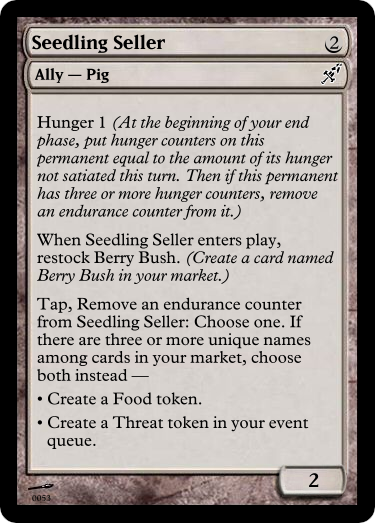 Seedling Seller 2
Ally — Pig
Hunger 1 (At the beginning of your end
phase, put hunger counters on this
permanent equal to the amount of its hunger
not satiated this turn. Then if this permanent
has three or more hunger counters, remove
an endurance counter from it.)
When Seedling Seller enters play,
restock Berry Bush. (Create a card named
Berry Bush in your market.)
Tap, Remove an endurance counter
from Seedling Seller: Choose one. If
there are three or more unique names
among cards in your market, choose
both instead —
• Create a Food token.
• Create a Threat token in your event
queue.
2
0053